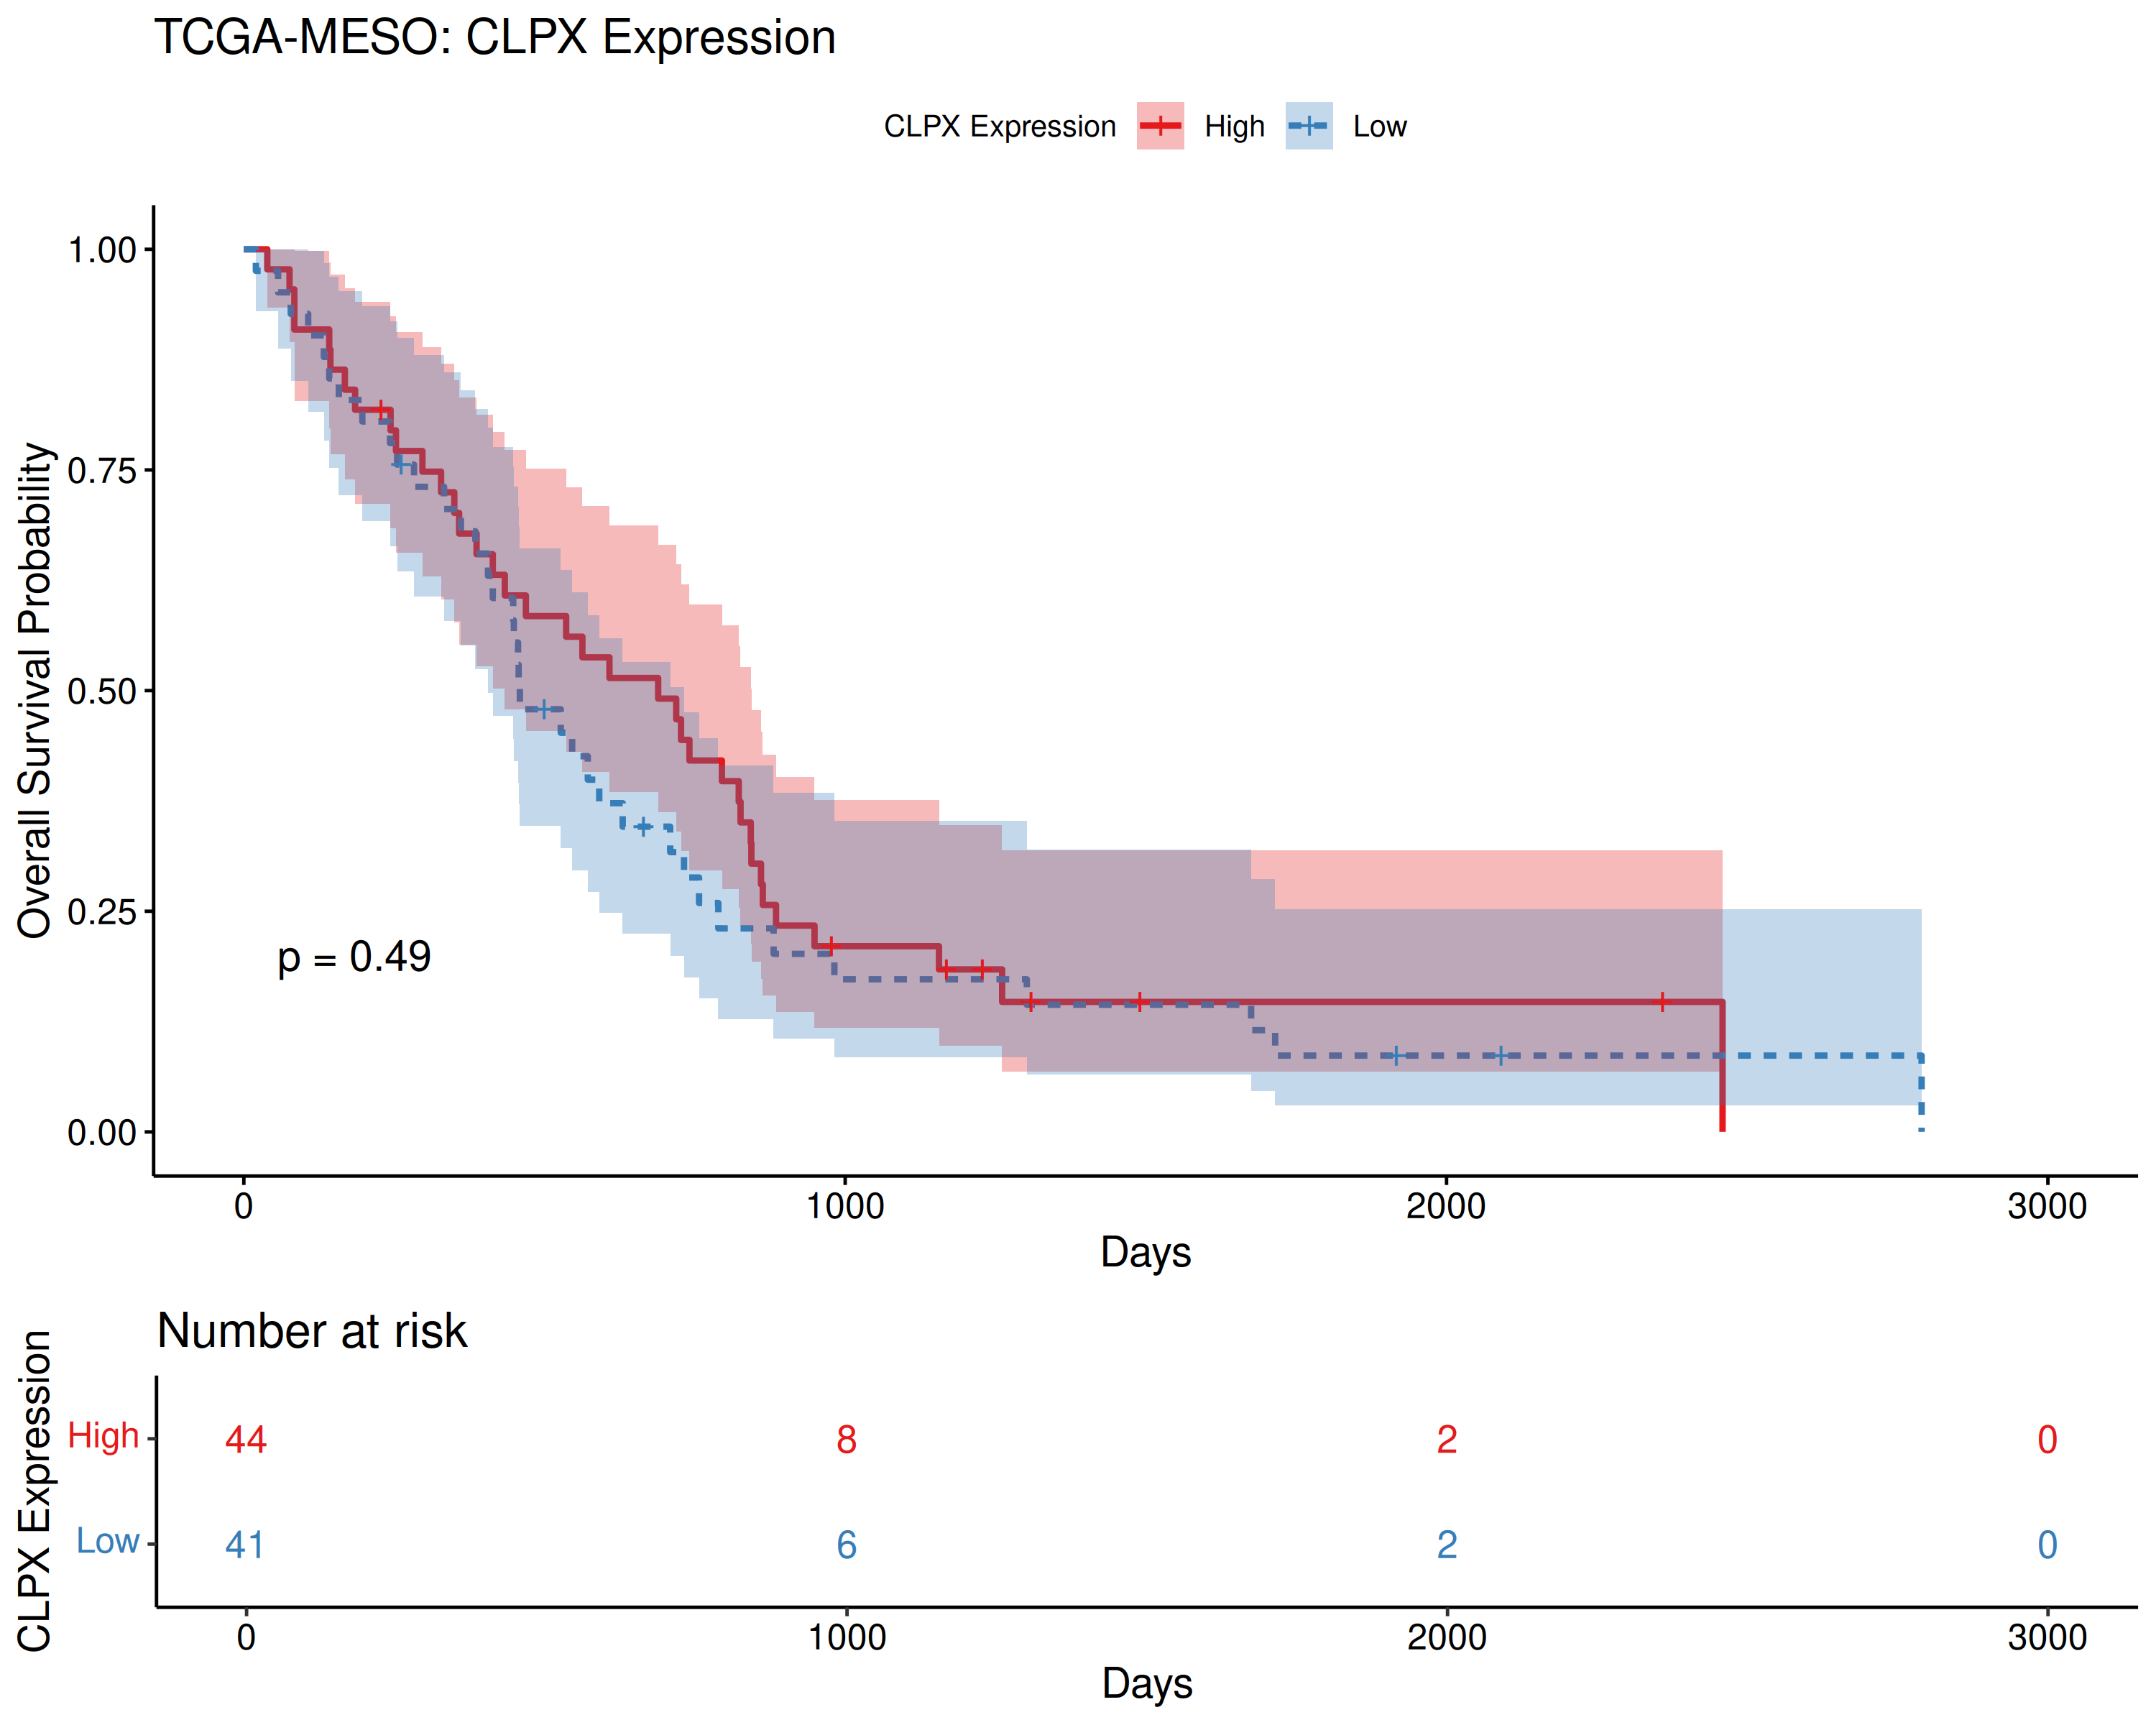 TCGA-MESO: CLPX Expression
CLPX Expression High Low
Overall Survival Probability
1.00
0.75
0.50
0.25
0.00
p = 0.49
0 1000 2000 3000
Days
Number at risk
CLPX Expression
High 44 8 2 0
Low 41 6 2 0
0 1000 2000 3000
Days